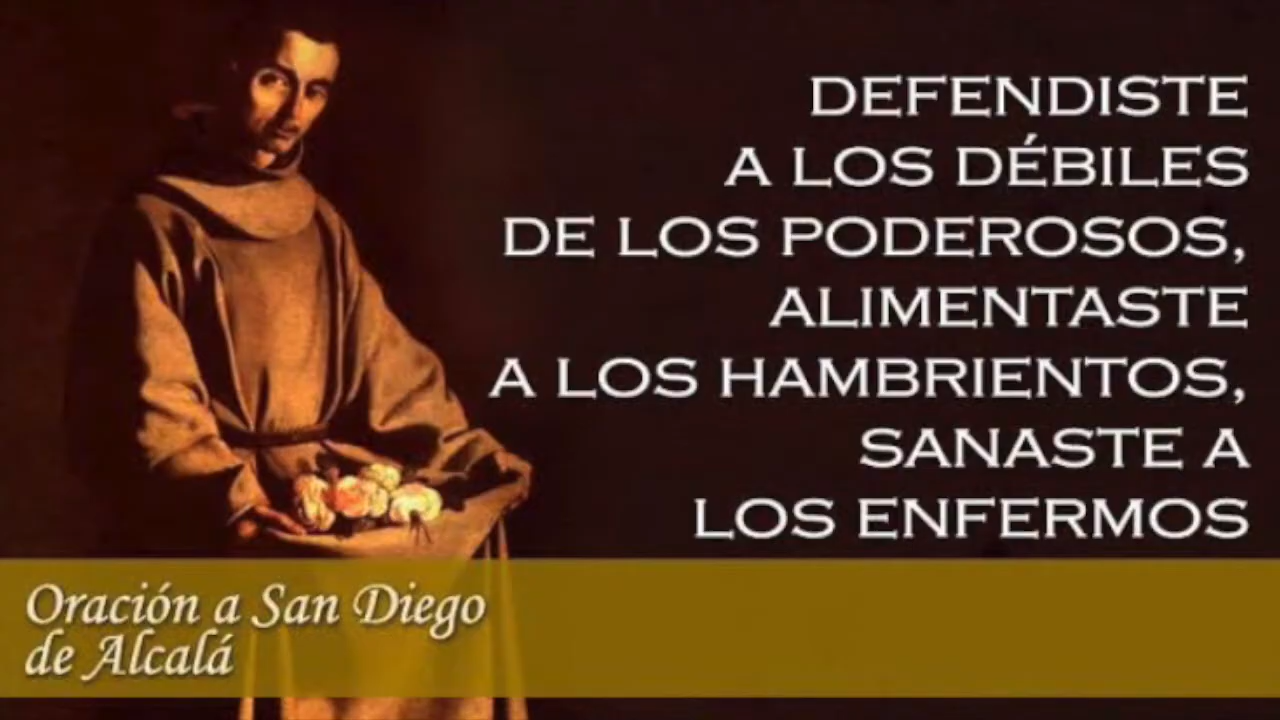 DEFENDISTE
A LOS DÉBILES
DE LOS PODEROSOS,
ALIMENTASTE
A LOS HAMBRIENTOS,
SANASTE A
LOS ENFERMOS
Oración a San Diego
de Alcalá